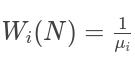 W_i(N) = \frac{1}{\mu_i}